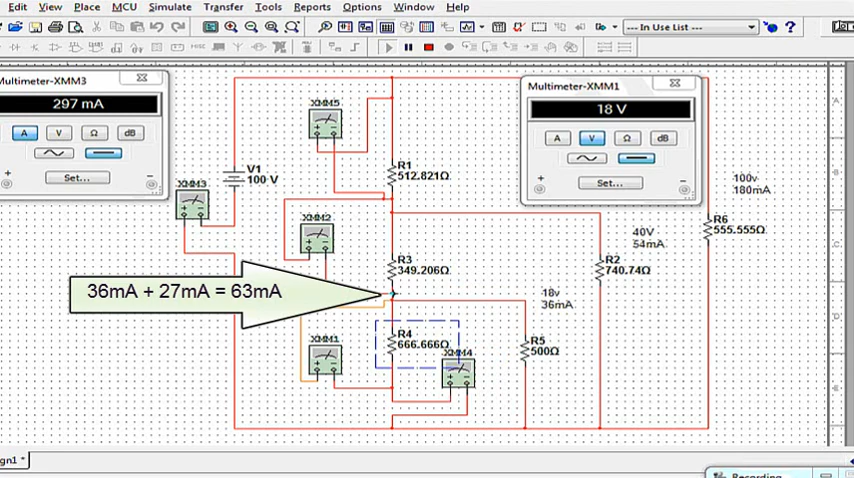 Edit View Place MCU Simulate Transfer Tools Reports Options Window Help
--- In Use List ---
Multimeter-XMM3
297 mA
A V Ω dB
+ -
Set...
Multimeter-XMM1
18 V
A V Ω dB
+ -
Set...
XMM5
V1
100 V
R1
512.821Ω
XMM3
XMM2
100v
180mA
R6
555.555Ω
40V
54mA
R3
349.206Ω
R2
740.74Ω
36mA + 27mA = 63mA
18v
36mA
XMM1
R4
666.666Ω
XMM4
R5
500Ω
A
gn1 *
Recording